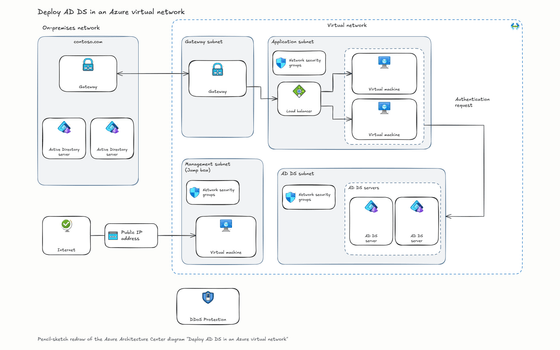 Deploy AD DS in an Azure virtual network
On-premises network
Virtual network
contoso.com
Gateway
Active Directory
server
Active Directory
server
Gateway subnet
Gateway
Application subnet
Network security
groups
Load balancer
Virtual machine
Virtual machine
Authentication
request
Management subnet
(Jump box)
Network security
groups
Virtual machine
AD DS subnet
Network security
groups
AD DS servers
AD DS
server
AD DS
server
Internet
Public IP
address
DDoS Protection
Pencil-sketch redraw of the Azure Architecture Center diagram "Deploy AD DS in an Azure virtual network"